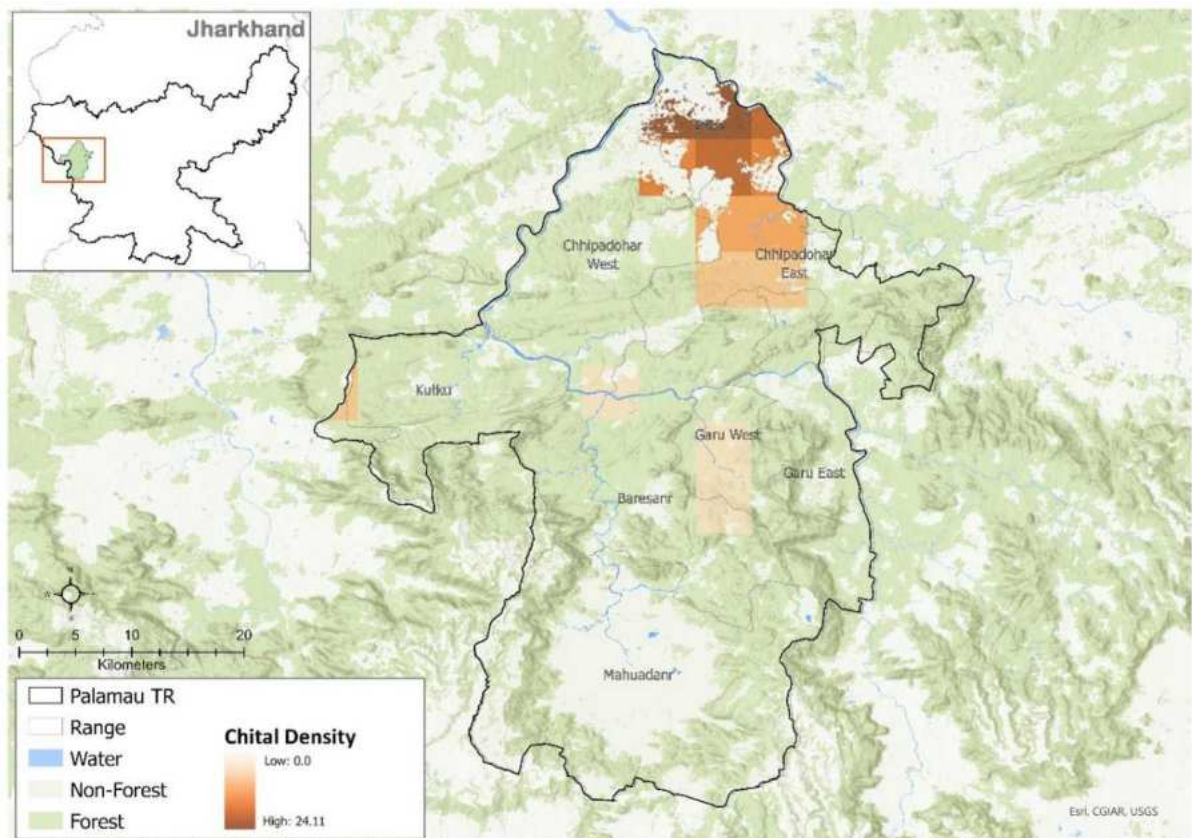 Jharkhand
Chhipadohar
West
Chhipadohar
East
Kutku
Garu West
Garu East
Baresanr
Mahuadanr
0 5 10 20
Kilometers
Palamau TR
Range
Water
Non-Forest
Forest
Chital Density
Low: 0.0
High: 24.11
Esri, CGIAR, USGS